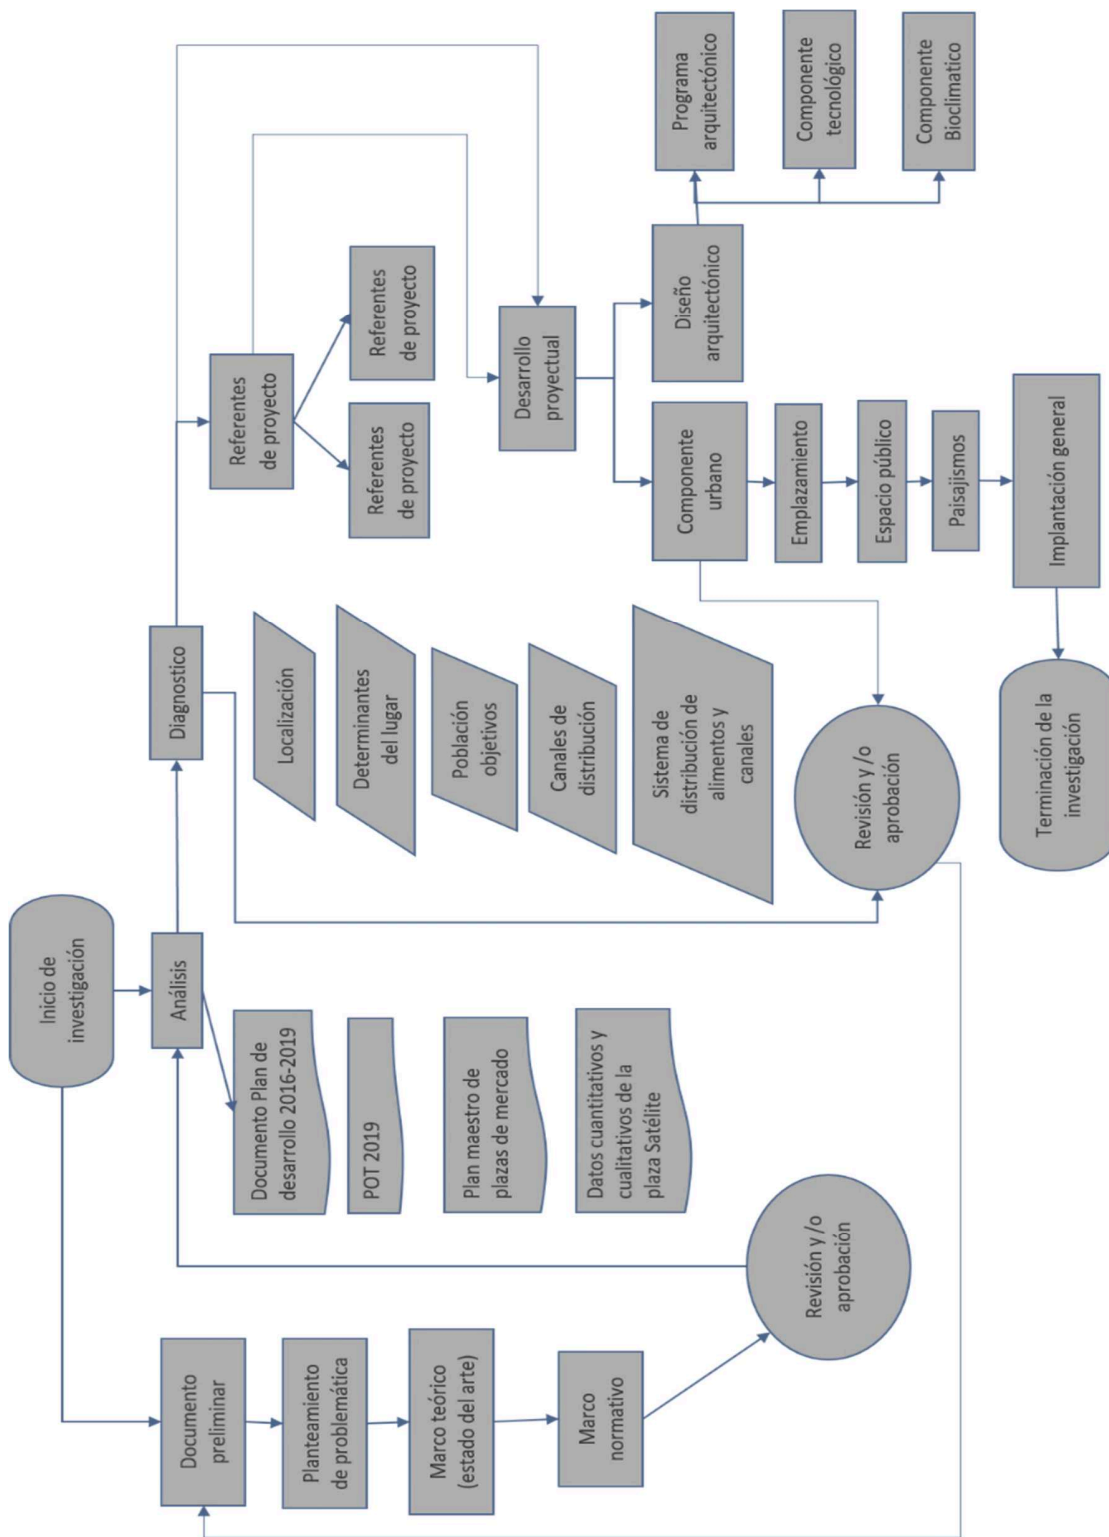 Inicio de
investigación
Documento
preliminar
Planteamiento
de problemática
Marco teórico
(estado del arte)
Marco
normativo
Revisión y /o
aprobación
Análisis
Documento Plan de
desarrollo 2016-2019
POT 2019
Plan maestro de
plazas de mercado
Datos cuantitativos y
cualitativos de la
plaza Satélite
Diagnostico
Localización
Determinantes
del lugar
Población
objetivos
Canales de
distribución
Sistema de
distribución de
alimentos y
canales
Revisión y /o
aprobación
Referentes
de proyecto
Referentes
de proyecto
Referentes
de proyecto
Desarrollo
proyectual
Componente
urbano
Emplazamiento
Espacio público
Paisajismos
Implantación general
Terminación de la
investigación
Diseño
arquitectónico
Programa
arquitectónico
Componente
tecnológico
Componente
Bioclimatico